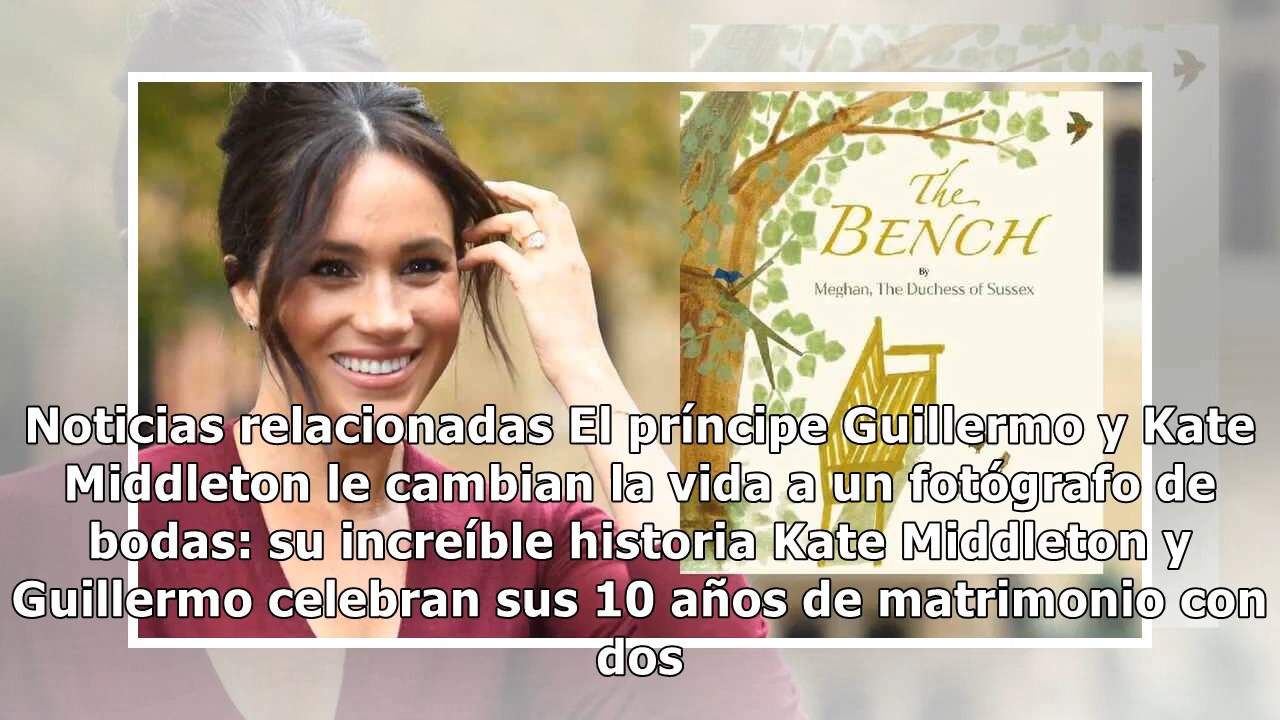 The
BENCH
By
Meghan, The Duchess of Sussex
Noticias relacionadas El príncipe Guillermo y Kate
Middleton le cambian la vida a un fotógrafo de
bodas: su increíble historia Kate Middleton y
Guillermo celebran sus 10 años de matrimonio con
dos